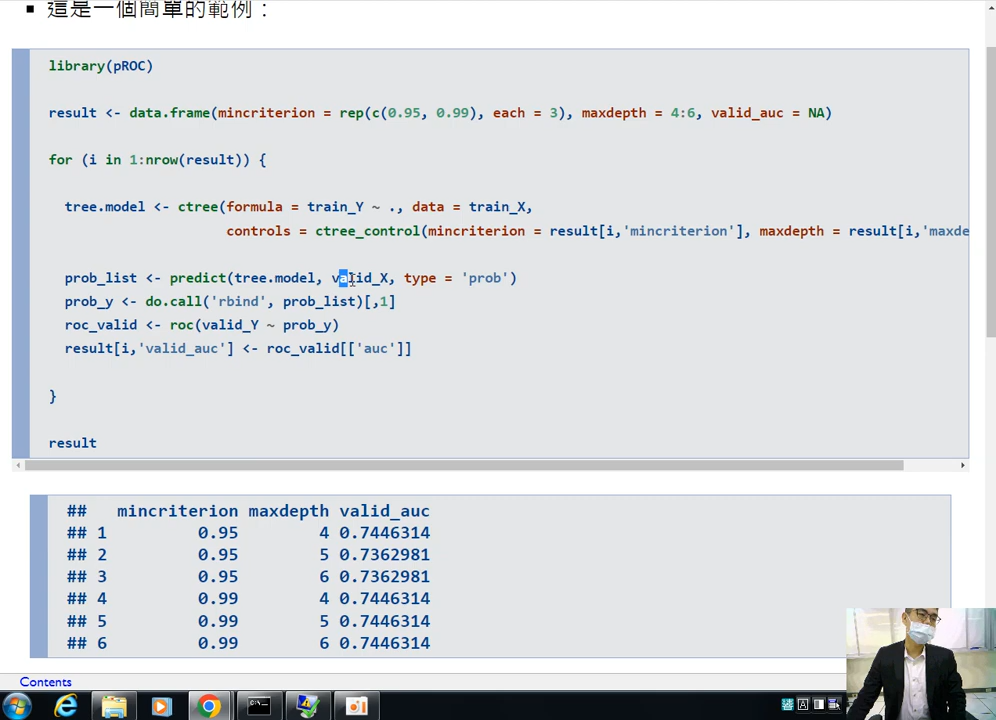 ▪ 這是一個簡單的範例：
library(pROC)
result <- data.frame(mincriterion = rep(c(0.95, 0.99), each = 3), maxdepth = 4:6, valid_auc = NA)
for (i in 1:nrow(result)) {
tree.model <- ctree(formula = train_Y ~ ., data = train_X,
controls = ctree_control(mincriterion = result[i,'mincriterion'], maxdepth = result[i,'maxde
prob_list <- predict(tree.model, valid_X, type = 'prob')
prob_y <- do.call('rbind', prob_list)[,1]
roc_valid <- roc(valid_Y ~ prob_y)
result[i,'valid_auc'] <- roc_valid[['auc']]
}
result
## mincriterion maxdepth valid_auc
## 1 0.95 4 0.7446314
## 2 0.95 5 0.7362981
## 3 0.95 6 0.7362981
## 4 0.99 4 0.7446314
## 5 0.99 5 0.7446314
## 6 0.99 6 0.7446314
Contents